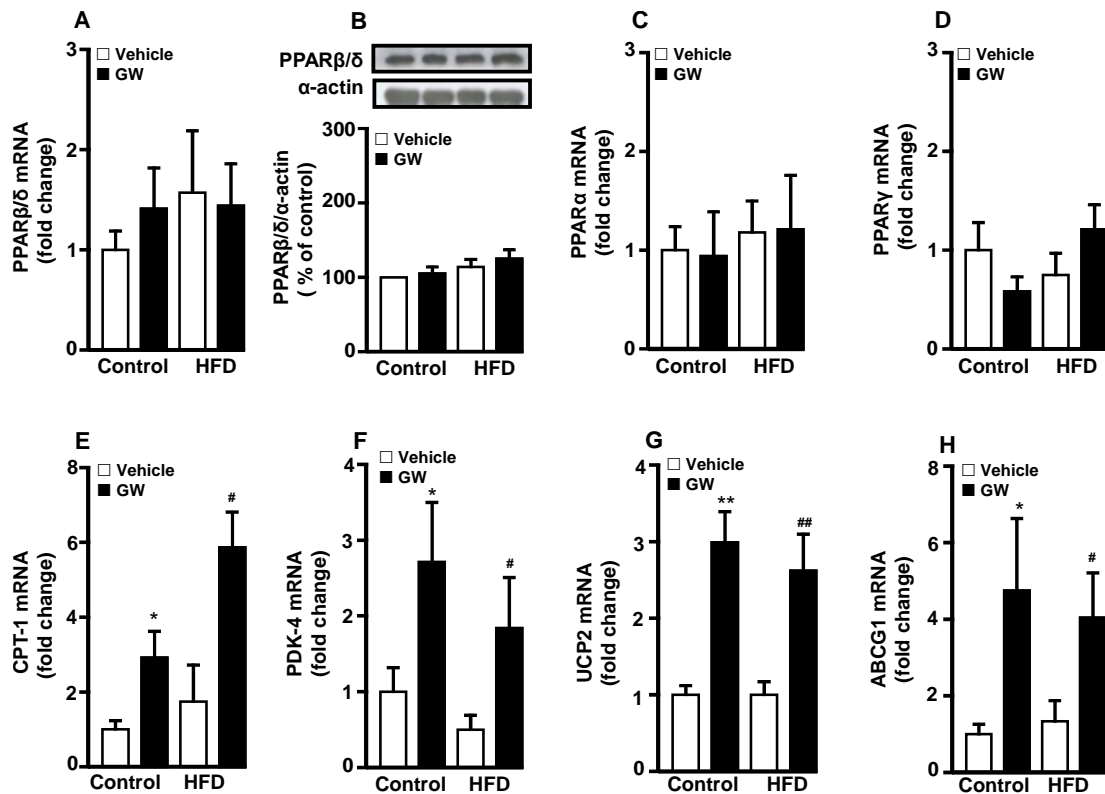 A
3
Vehicle
GW
2
1
0
PPARβ/δ mRNA
(fold change)
Control HFD
B
PPARβ/δ
α-actin
300
Vehicle
GW
200
100
0
PPARβ/δ/α-actin
( % of control)
Control HFD
C
3
Vehicle
GW
2
1
0
PPARα mRNA
(fold change)
Control HFD
D
3
Vehicle
GW
2
1
0
PPARγ mRNA
(fold change)
Control HFD
E
8
Vehicle
GW
6
4
2
0
CPT-1 mRNA
(fold change)
*
#
Control HFD
F
4
Vehicle
GW
3
2
1
0
PDK-4 mRNA
(fold change)
*
#
Control HFD
G
4
Vehicle
GW
3
2
1
0
UCP2 mRNA
(fold change)
**
##
Control HFD
H
8
Vehicle
GW
6
4
2
0
ABCG1 mRNA
(fold change)
*
#
Control HFD